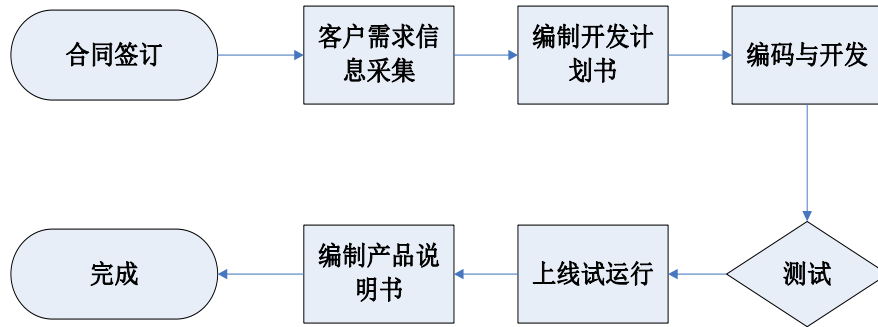 合同签订
客户需求信
息采集
编制开发计
划书
编码与开发
测试
上线试运行
编制产品说
明书
完成